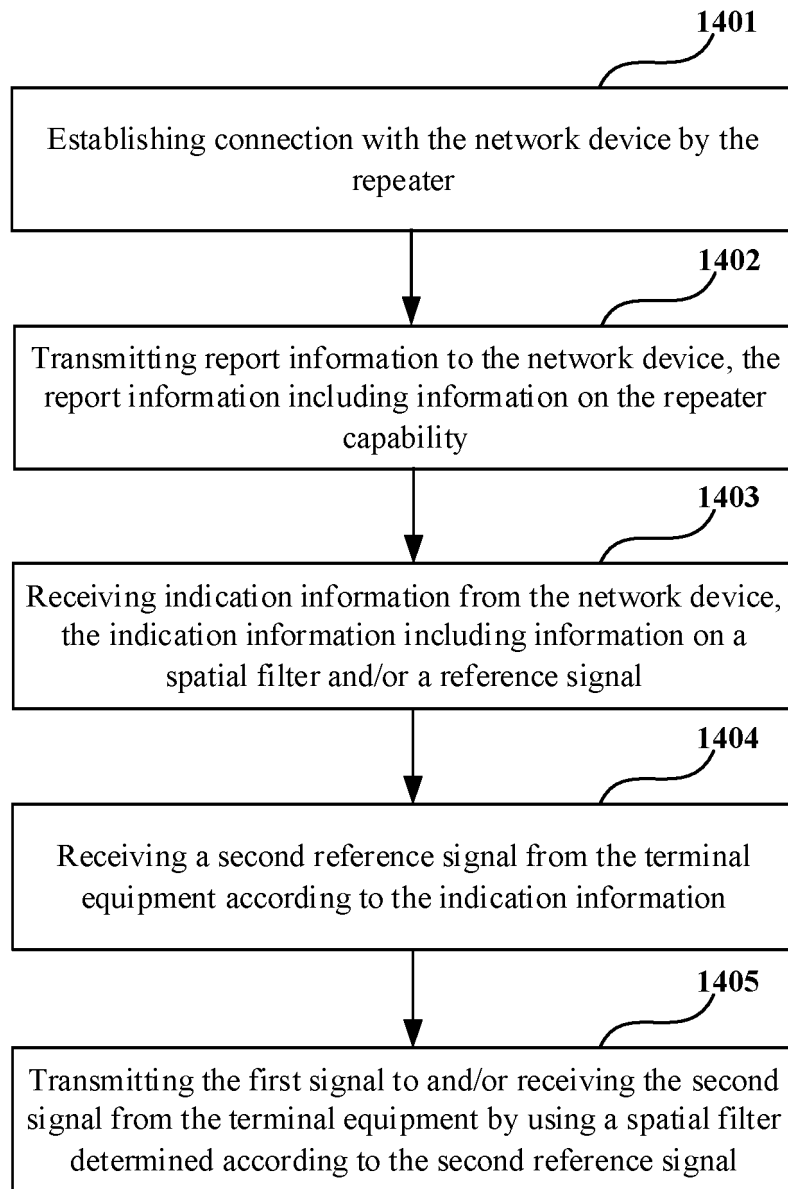 1401
Establishing connection with the network device by the
repeater
1402
Transmitting report information to the network device, the
report information including information on the repeater
capability
1403
Receiving indication information from the network device,
the indication information including information on a
spatial filter and/or a reference signal
1404
Receiving a second reference signal from the terminal
equipment according to the indication information
1405
Transmitting the first signal to and/or receiving the second
signal from the terminal equipment by using a spatial filter
determined according to the second reference signal